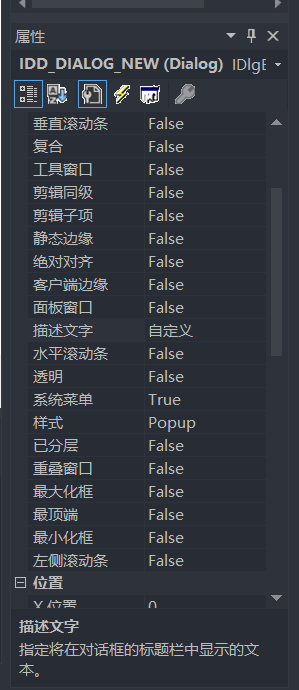 属性
IDD_DIALOG_NEW (Dialog) IDlgE
垂直滚动条 False
复合 False
工具窗口 False
剪辑同级 False
剪辑子项 False
静态边缘 False
绝对对齐 False
客户端边缘 False
面板窗口 False
描述文字 自定义
水平滚动条 False
透明 False
系统菜单 True
样式 Popup
已分层 False
重叠窗口 False
最大化框 False
最顶端 False
最小化框 False
左侧滚动条 False
位置
X 位置 0
描述文字
指定将在对话框的标题栏中显示的文
本。